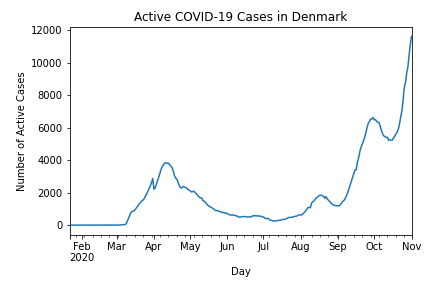 Active COVID-19 Cases in Denmark
12000
10000
8000
6000
4000
2000
0
Number of Active Cases
Feb Mar Apr May Jun Jul Aug Sep Oct Nov
2020
Day